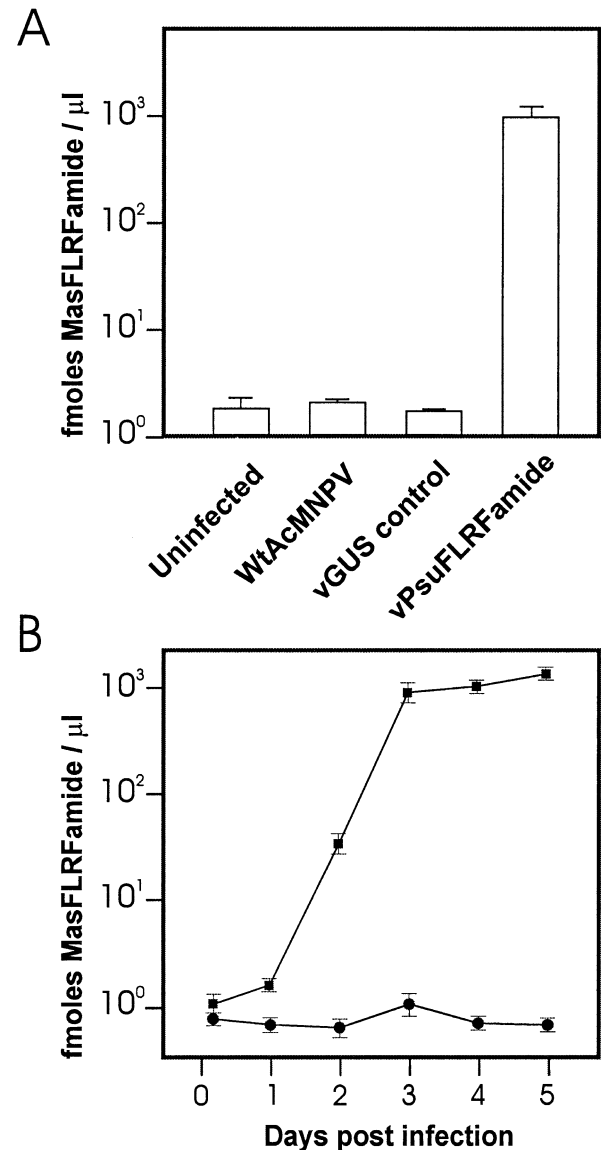 A
fmoles MasFLRFamide / μl
10³
10²
10¹
10⁰
Uninfected
WtAcMNPV
vGUS control
vPsuFLRFamide
B
fmoles MasFLRFamide / μl
10³
10²
10¹
10⁰
0 1 2 3 4 5
Days post infection